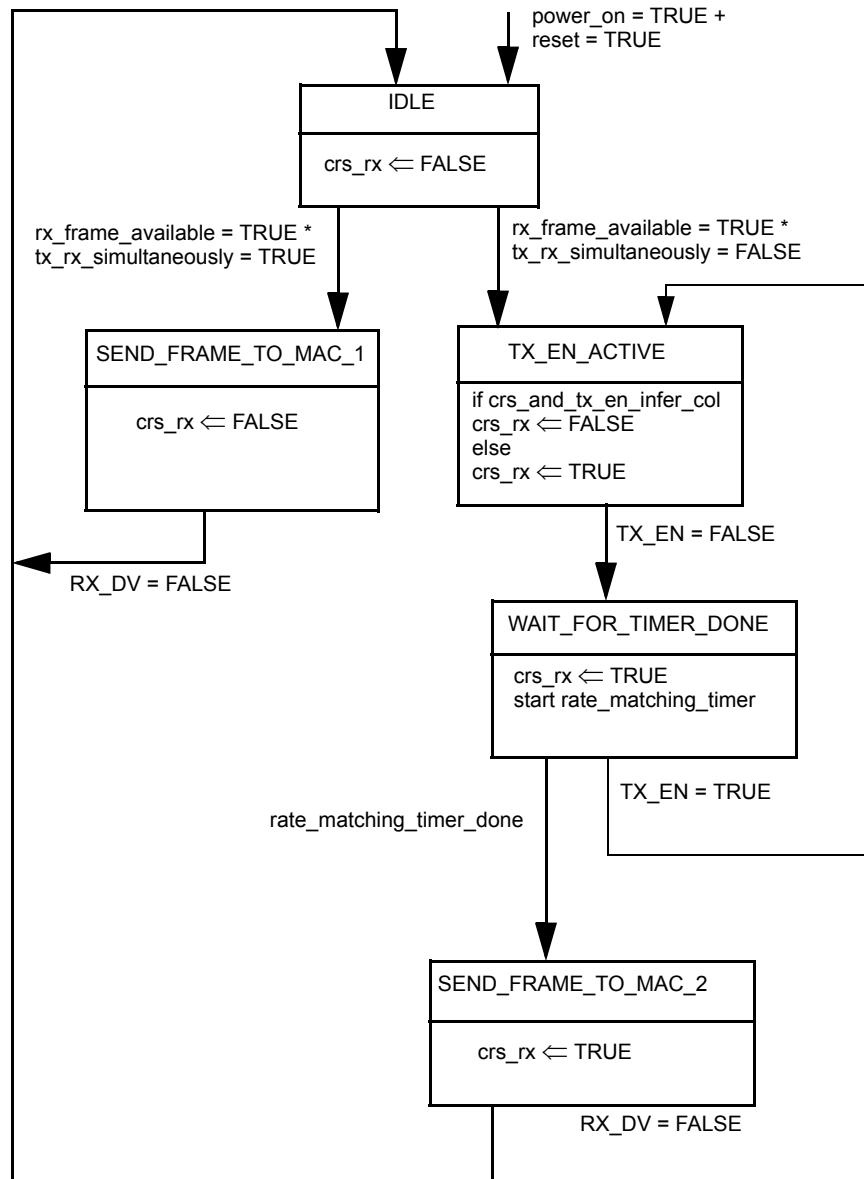 power_on = TRUE +
reset = TRUE
IDLE
crs_rx ⇐ FALSE
rx_frame_available = TRUE *
tx_rx_simultaneously = TRUE
rx_frame_available = TRUE *
tx_rx_simultaneously = FALSE
SEND_FRAME_TO_MAC_1
crs_rx ⇐ FALSE
RX_DV = FALSE
TX_EN_ACTIVE
if crs_and_tx_en_infer_col
crs_rx ⇐ FALSE
else
crs_rx ⇐ TRUE
TX_EN = FALSE
WAIT_FOR_TIMER_DONE
crs_rx ⇐ TRUE
start rate_matching_timer
TX_EN = TRUE
rate_matching_timer_done
SEND_FRAME_TO_MAC_2
crs_rx ⇐ TRUE
RX_DV = FALSE